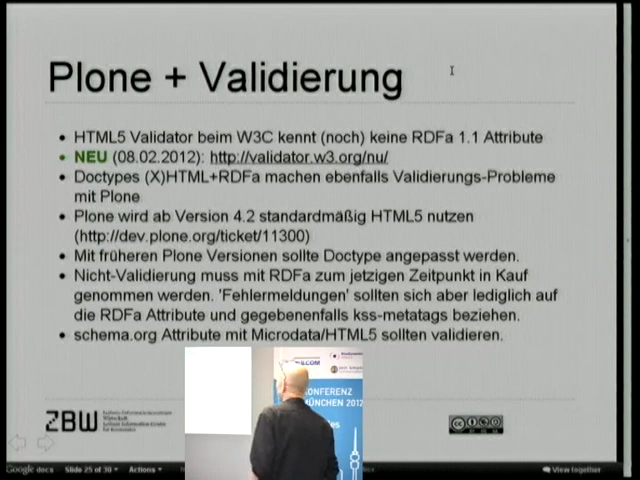 Plone + Validierung
HTML5 Validator beim W3C kennt (noch) keine RDFa 1.1 Attribute
NEU (08.02.2012): http://validator.w3.org/nu/
Doctypes (X)HTML+RDFa machen ebenfalls Validierungs-Probleme
mit Plone
Plone wird ab Version 4.2 standardmäßig HTML5 nutzen
(http://dev.plone.org/ticket/11300)
Mit früheren Plone Versionen sollte Doctype angepasst werden.
Nicht-Validierung muss mit RDFa zum jetzigen Zeitpunkt in Kauf
genommen werden. 'Fehlermeldungen' sollten sich aber lediglich auf
die RDFa Attribute und gegebenenfalls kss-metatags beziehen.
schema.org Attribute mit Microdata/HTML5 sollten validieren.
ZBW
KONFERENZ
MÜNCHEN 2012
Google docs Slide 25 of 30 Actions
View together